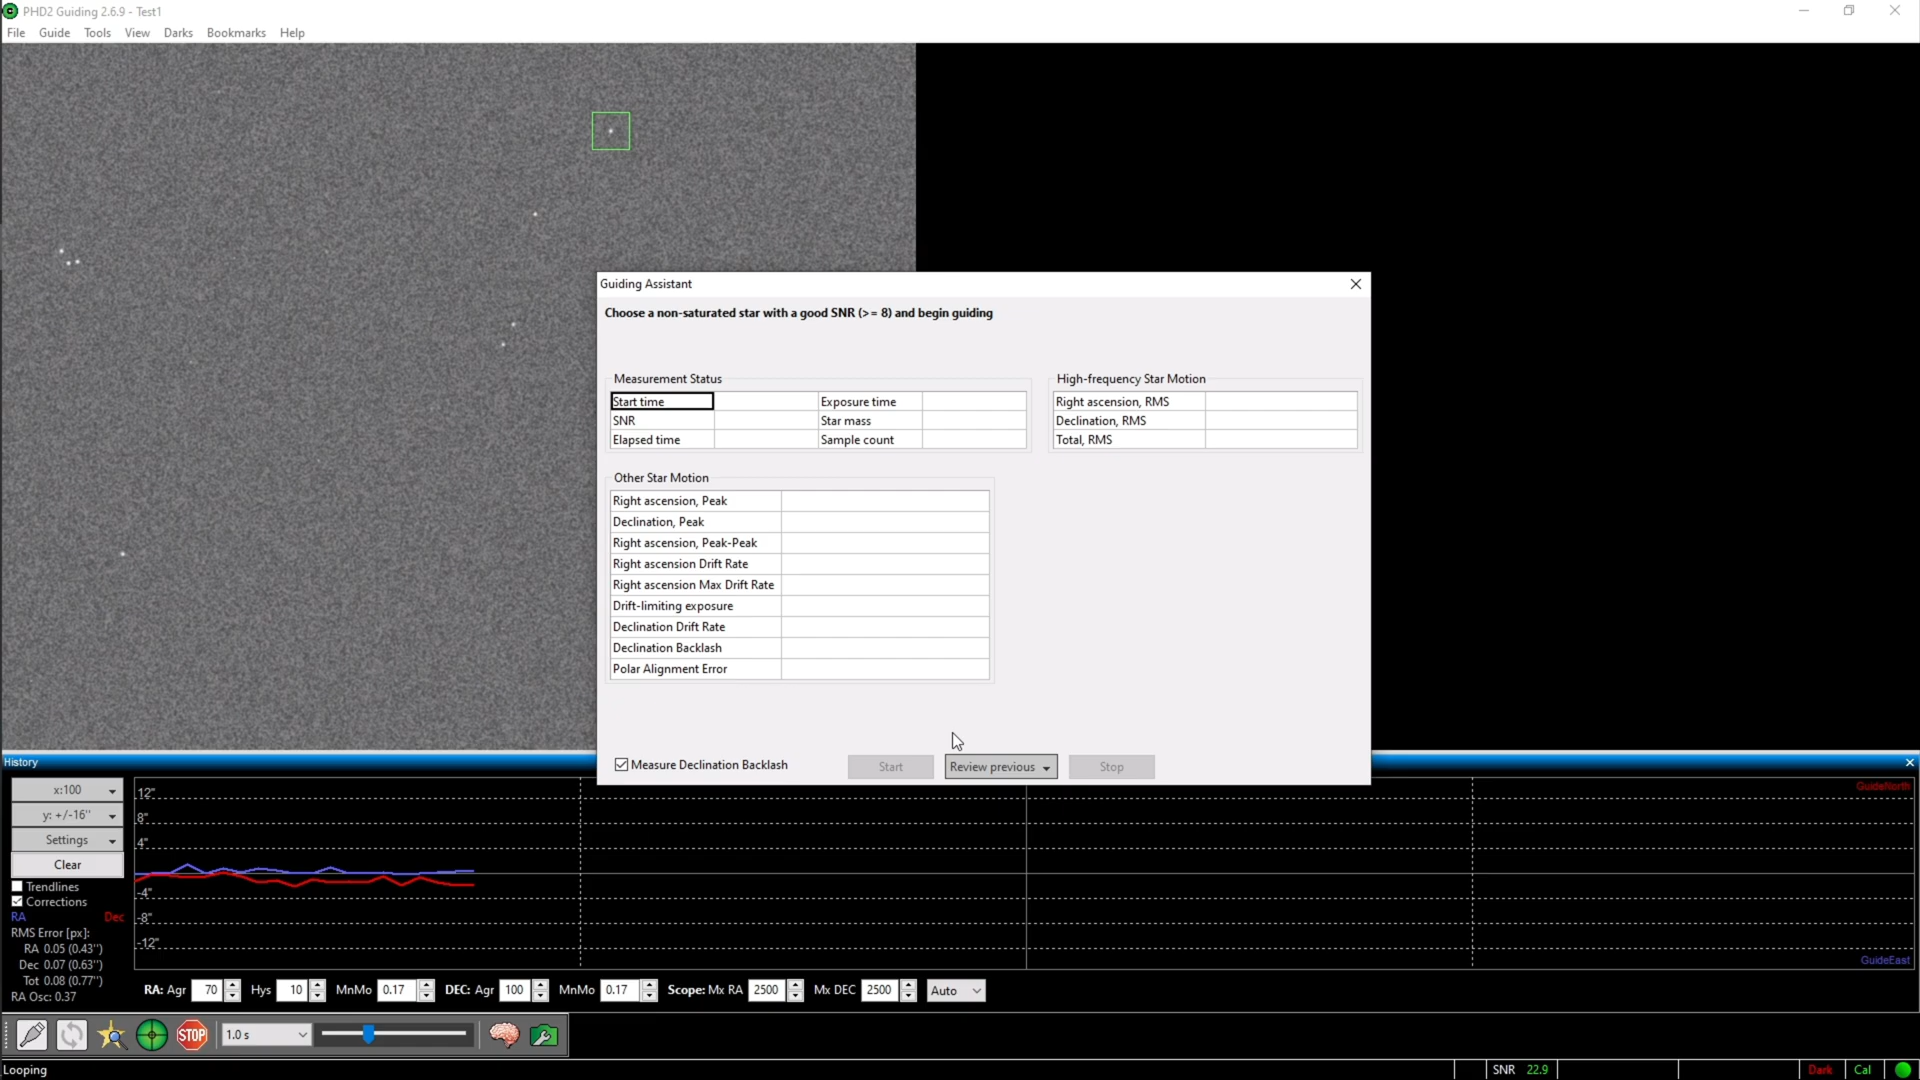 PHD2 Guiding 2.6.9 - Test1
File Guide Tools View Darks Bookmarks Help
Guiding Assistant
Choose a non-saturated star with a good SNR (>= 8) and begin guiding
Measurement Status
Start time Exposure time
SNR Star mass
Elapsed time Sample count
High-frequency Star Motion
Right ascension, RMS
Declination, RMS
Total, RMS
Other Star Motion
Right ascension, Peak
Declination, Peak
Right ascension, Peak-Peak
Right ascension Drift Rate
Right ascension Max Drift Rate
Drift-limiting exposure
Declination Drift Rate
Declination Backlash
Polar Alignment Error
Measure Declination Backlash Start Review previous Stop
History
x:100
y: +/-16''
Settings
Clear
Trendlines
Corrections
RA Dec
RMS Error [px]:
RA 0.05 (0.43'')
Dec 0.07 (0.63'')
Tot 0.08 (0.77'')
RA Osc: 0.37
12"
8"
4"
-4"
-8"
-12"
GuideNorth
GuideEast
RA: Agr 70 Hys 10 MnMo 0.17 DEC: Agr 100 MnMo 0.17 Scope: Mx RA 2500 Mx DEC 2500 Auto
STOP 1.0 s
Looping SNR 22.9 Dark Cal